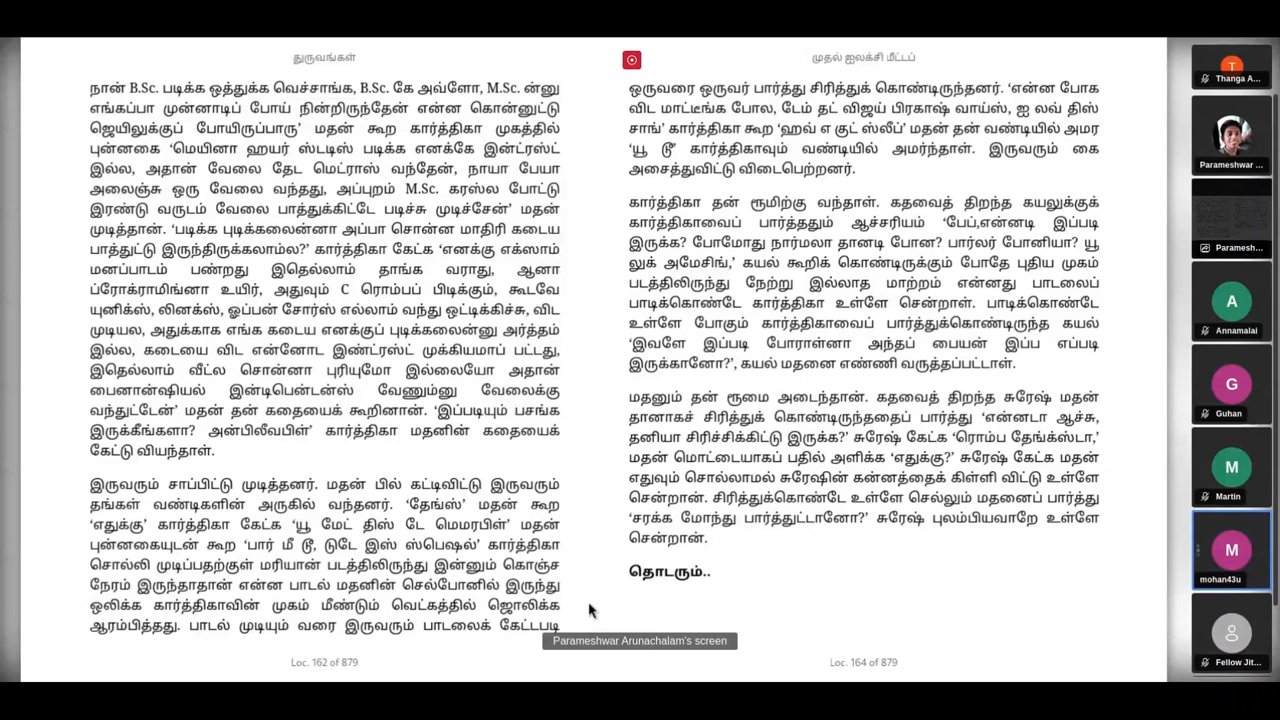 துருவங்கள்
நான் B.Sc. படிக்க ஒத்துக்க வெச்சாங்க, B.Sc. கே அவ்ளோ, M.Sc. ன்னு
எங்கப்பா முன்னாடிப் போய் நின்றிருந்தேன் என்ன கொன்னுட்டு
ஜெயிலுக்குப் போயிருப்பாரு’ மதன் கூற கார்த்திகா முகத்தில்
புன்னகை ‘மெயினா ஹயர் ஸ்டடிஸ் படிக்க எனக்கே இன்ட்ரஸ்ட்
இல்ல, அதான் வேலை தேட மெட்ராஸ் வந்தேன், நாயா பேயா
அலைஞ்சு ஒரு வேலை வந்தது, அப்புறம் M.Sc. கரஸ்ல போட்டு
இரண்டு வருடம் வேலை பாத்துக்கிட்டே படிச்சு முடிச்சேன்’ மதன்
முடித்தான். ‘படிக்க புடிக்கலைன்னா அப்பா சொன்ன மாதிரி கடைய
பாத்துட்டு இருந்திருக்கலாம்ல?’ கார்த்திகா கேட்க ‘எனக்கு எக்ஸாம்
மனப்பாடம் பண்றது இதெல்லாம் தாங்க வராது, ஆனா
ப்ரோக்ராமிங்னா உயிர், அதுவும் C ரொம்பப் பிடிக்கும், கூடவே
யுனிக்ஸ், லினக்ஸ், ஓப்பன் சோர்ஸ் எல்லாம் வந்து ஒட்டிக்கிச்சு, விட
முடியல, அதுக்காக எங்க கடைய எனக்குப் புடிக்கலைன்னு அர்த்தம்
இல்ல, கடையை விட என்னோட இண்ட்ரஸ்ட் முக்கியமாப் பட்டது,
இதெல்லாம் வீட்ல சொன்னா புரியுமோ இல்லையோ அதான்
பைனான்ஷியல் இன்டிபென்டன்ஸ் வேணும்னு வேலைக்கு
வந்துட்டேன்’ மதன் தன் கதையைக் கூறினான். ‘இப்படியும் பசங்க
இருக்கீங்களா? அன்பிலீவபிள்’ கார்த்திகா மதனின் கதையைக்
கேட்டு வியந்தாள்.
இருவரும் சாப்பிட்டு முடித்தனர். மதன் பில் கட்டிவிட்டு இருவரும்
தங்கள் வண்டிகளின் அருகில் வந்தனர். ‘தேங்ஸ்’ மதன் கூற
‘எதுக்கு’ கார்த்திகா கேட்க ‘யூ மேட் திஸ் டே மெமரபிள்’ மதன்
புன்னகையுடன் கூற ‘பார் மீ டூ, டுடே இஸ் ஸ்பெஷல்’ கார்த்திகா
சொல்லி முடிப்பதற்குள் மரியான் படத்திலிருந்து இன்னும் கொஞ்ச
நேரம் இருந்தாதான் என்ன பாடல் மதனின் செல்போனில் இருந்து
ஒலிக்க கார்த்திகாவின் முகம் மீண்டும் வெட்கத்தில் ஜொலிக்க
ஆரம்பித்தது. பாடல் முடியும் வரை இருவரும் பாடலைக் கேட்டபடி
Loc. 162 of 879
முதல் ஐலக்சி மீட்டப்
ஒருவரை ஒருவர் பார்த்து சிரித்துக் கொண்டிருந்தனர். ‘என்ன போக
விட மாட்டீங்க போல, டேம் தட் விஜய் பிரகாஷ் வாய்ஸ், ஐ லவ் திஸ்
சாங்’ கார்த்திகா கூற ‘ஹவ் எ குட் ஸ்லீப்’ மதன் தன் வண்டியில் அமர
‘யூ டூ’ கார்த்திகாவும் வண்டியில் அமர்ந்தாள். இருவரும் கை
அசைத்துவிட்டு விடைபெற்றனர்.
கார்த்திகா தன் ரூமிற்கு வந்தாள். கதவைத் திறந்த கயலுக்குக்
கார்த்திகாவைப் பார்த்ததும் ஆச்சரியம் ‘பேய்,என்னடி இப்படி
இருக்க? போமோது நார்மலா தானடி போன? பார்லர் போனியா? யூ
லுக் அமேசிங்,’ கயல் கூறிக் கொண்டிருக்கும் போதே புதிய முகம்
படத்திலிருந்து நேற்று இல்லாத மாற்றம் என்னது பாடலைப்
பாடிக்கொண்டே கார்த்திகா உள்ளே சென்றாள். பாடிக்கொண்டே
உள்ளே போகும் கார்த்திகாவைப் பார்த்துக்கொண்டிருந்த கயல்
‘இவளே இப்படி போராள்னா அந்தப் பையன் இப்ப எப்படி
இருக்கானோ?’, கயல் மதனை எண்ணி வருத்தப்பட்டாள்.
மதனும் தன் ரூமை அடைந்தான். கதவைத் திறந்த சுரேஷ் மதன்
தானாகச் சிரித்துக் கொண்டிருந்ததைப் பார்த்து ‘என்னடா ஆச்சு,
தனியா சிரிச்சிக்கிட்டு இருக்க?’ சுரேஷ் கேட்க ‘ரொம்ப தேங்க்ஸ்டா,’
மதன் மொட்டையாகப் பதில் அளிக்க ‘எதுக்கு?’ சுரேஷ் கேட்க மதன்
எதுவும் சொல்லாமல் சுரேஷின் கன்னத்தைக் கிள்ளி விட்டு உள்ளே
சென்றான். சிரித்துக்கொண்டே உள்ளே செல்லும் மதனைப் பார்த்து
‘சரக்க மோந்து பார்த்துட்டானோ?’ சுரேஷ் புலம்பியவாறே உள்ளே
சென்றான்.
தொடரும்..
Loc. 164 of 879
Parameshwar Arunachalam's screen
T
Thanga A...
Parameshwar ...
Paramesh...
A
Annamalai
G
Guhan
M
Martin
M
mohan43u
Fellow Jit...